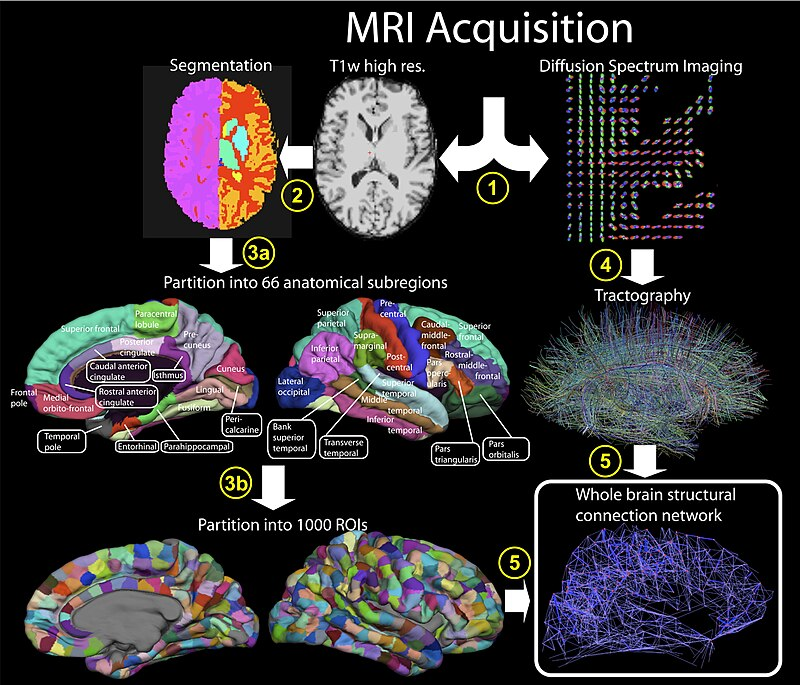 MRI Acquisition
Segmentation
T1w high res.
Diffusion Spectrum Imaging
1
2
3a
4
Partition into 66 anatomical subregions
Tractography
Superior frontal
Paracentral
lobule
Posterior
cingulate
Pre-
cuneus
Caudal anterior
cingulate
Isthmus
Cuneus
Rostral anterior
cingulate
Lingual
Frontal
pole
Medial
orbito-frontal
Fusiform
Peri-
calcarine
Temporal
pole
Entorhinal
Parahippocampal
Superior
parietal
Pre-
central
Caudal-
middle-
frontal
Superior
frontal
Inferior
parietal
Supra-
marginal
Post-
central
Rostral-
middle-
frontal
Pars
oper-
cularis
Lateral
occipital
Superior
temporal
Middle-
temporal
Inferior
temporal
Bank
superior
temporal
Transverse
temporal
Pars
triangularis
Pars
orbitalis
3b
5
Partition into 1000 ROIs
5
Whole brain structural
connection network